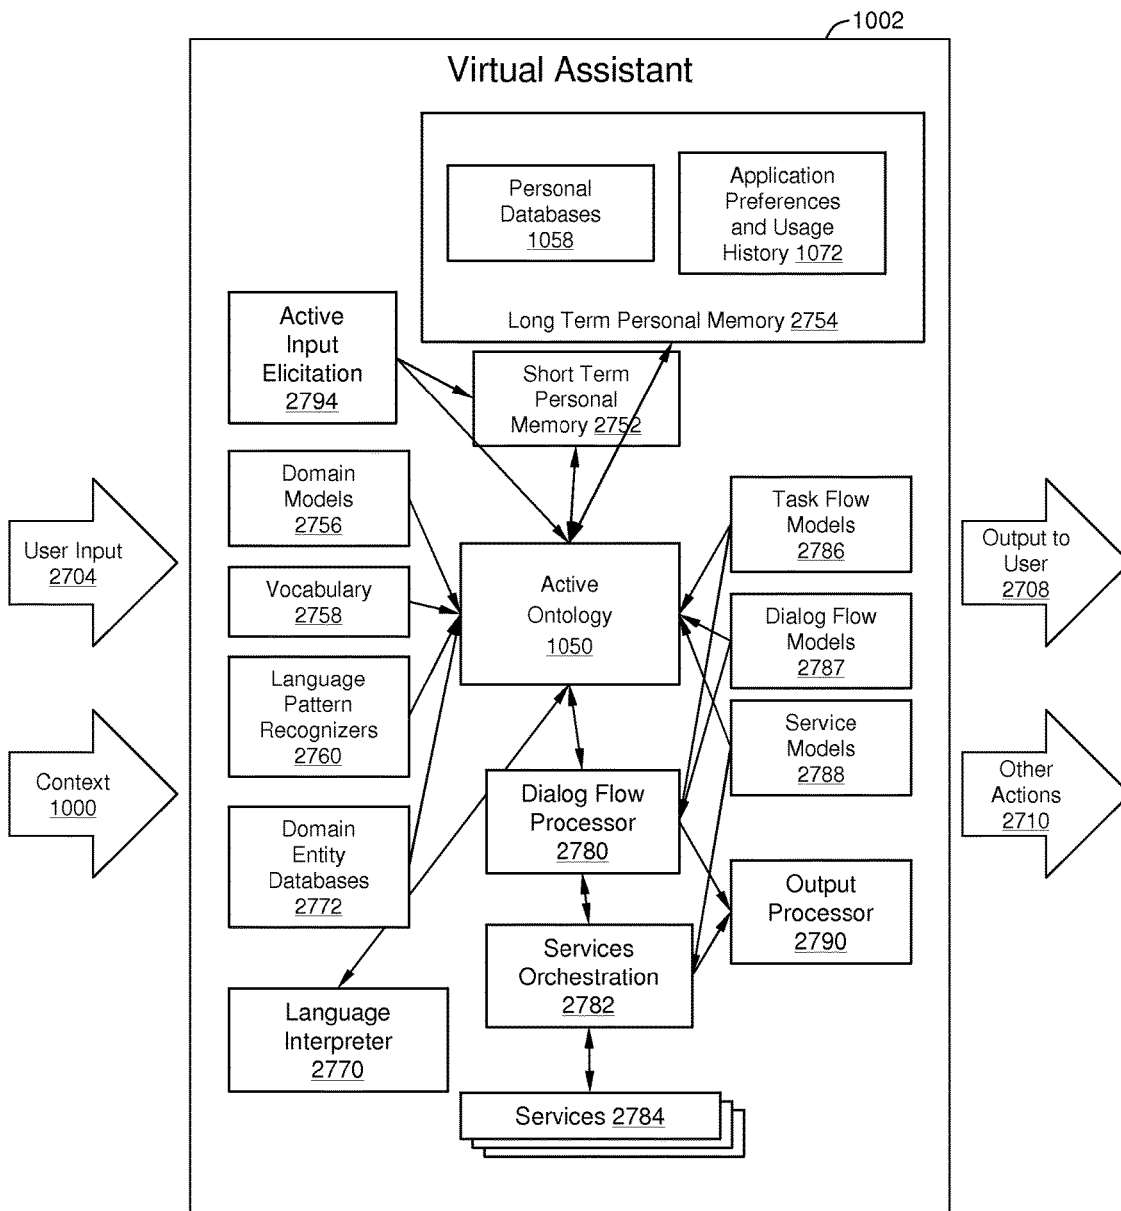 1002
Virtual Assistant
Personal
Databases
1058
Application
Preferences
and Usage
History 1072
Long Term Personal Memory 2754
Active
Input
Elicitation
2794
Short Term
Personal
Memory 2752
Domain
Models
2756
Task Flow
Models
2786
User Input
2704
Output to
User
2708
Vocabulary
2758
Active
Ontology
1050
Dialog Flow
Models
2787
Language
Pattern
Recognizers
2760
Service
Models
2788
Context
1000
Other
Actions
2710
Dialog Flow
Processor
2780
Domain
Entity
Databases
2772
Output
Processor
2790
Services
Orchestration
2782
Language
Interpreter
2770
Services 2784